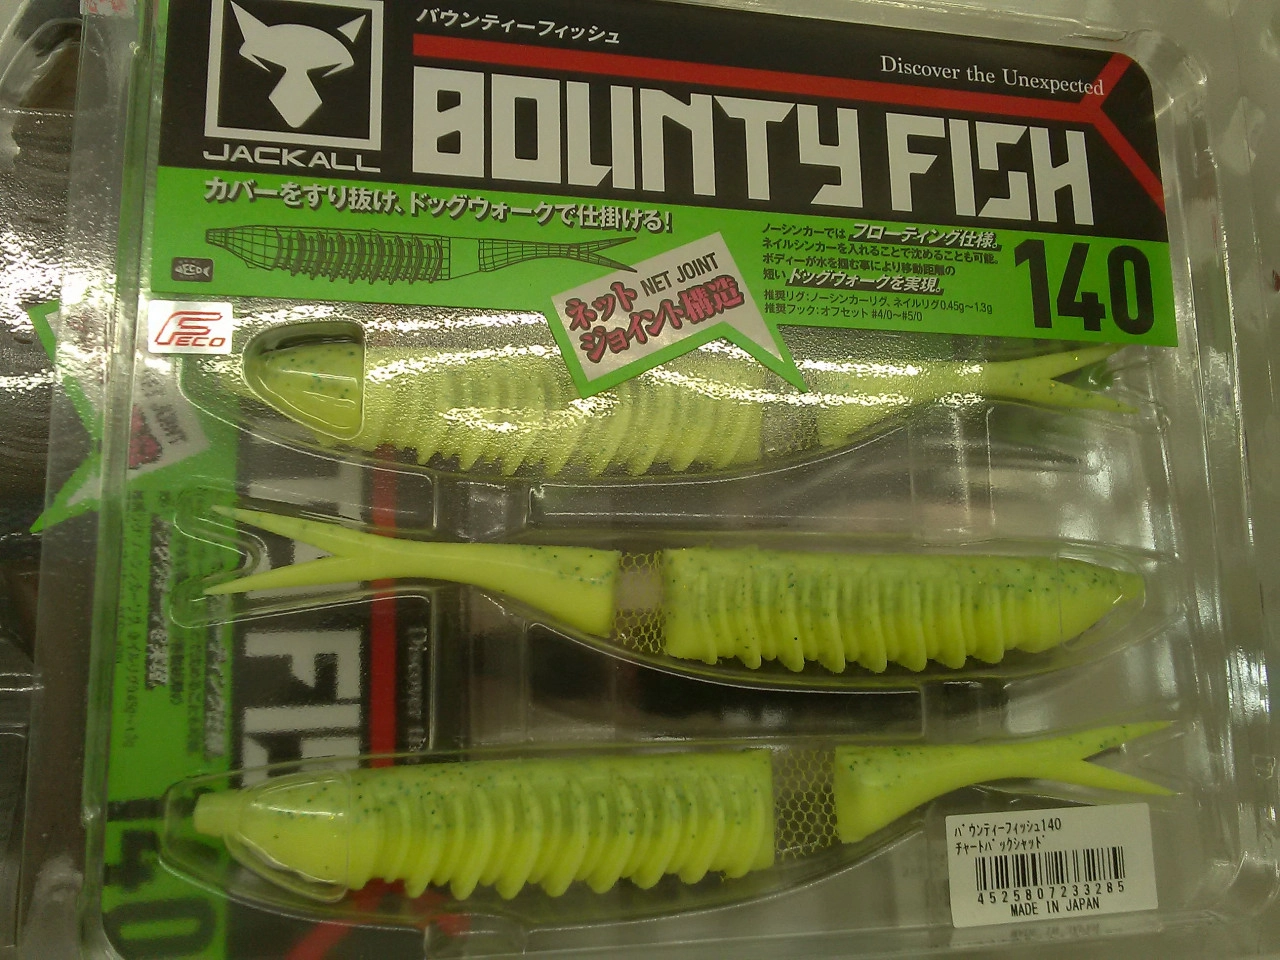 バウンティーフィッシュ
Discover the Unexpected
BOUNTY FISH
JACKALL
140
カバーをすり抜け、ドッグウォークで仕掛ける!
ノーシンカーではフローティング仕様。
ネイルシンカーを入れることで沈めることも可能。
ボディーが水を掴む事により移動距離の
短いドッグウォークを実現。
推奨リグ:ノーシンカーリグ、ネイルリグ0.45g～1.3g
推奨フック:オフセット #4/0～#5/0
NET JOINT
ネット
ジョイント構造
FECO
バウンティーフィッシュ140
チャートバックシャッド
4525807233285
MADE IN JAPAN